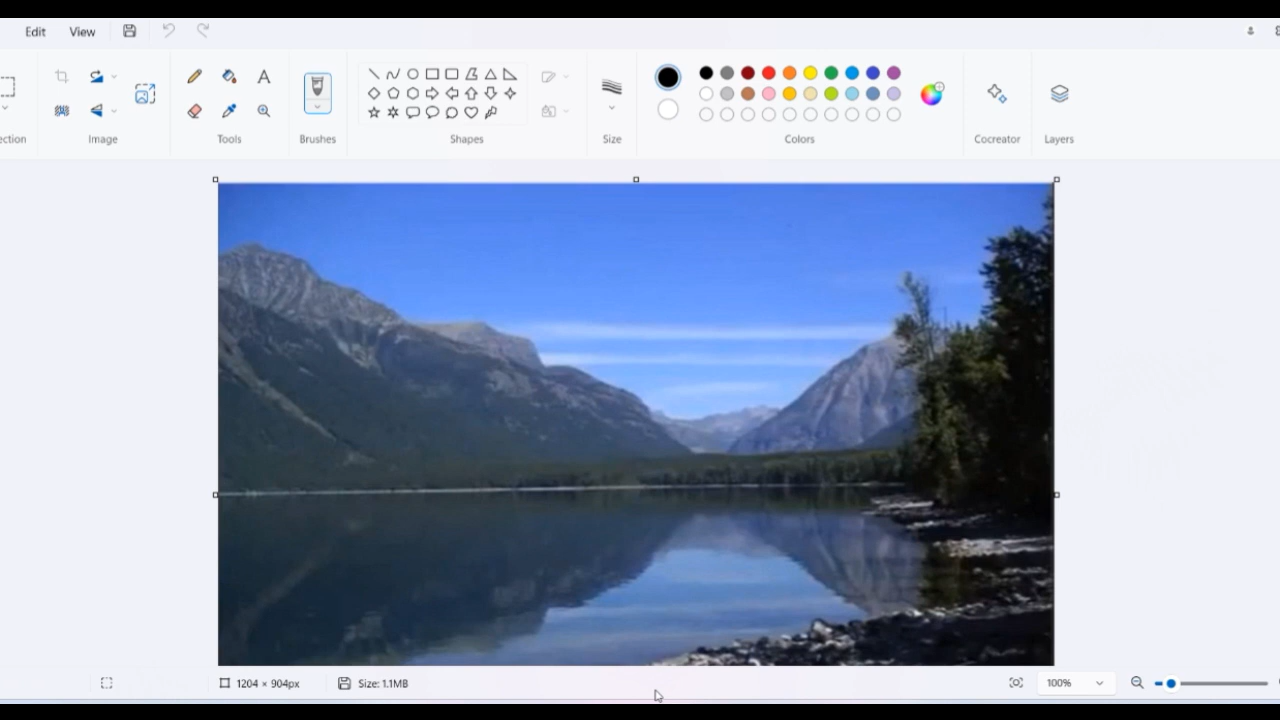 Edit View
A
ection Image Tools Brushes Shapes Size Colors Cocreator Layers
1204 × 904px Size: 1.1MB 100%